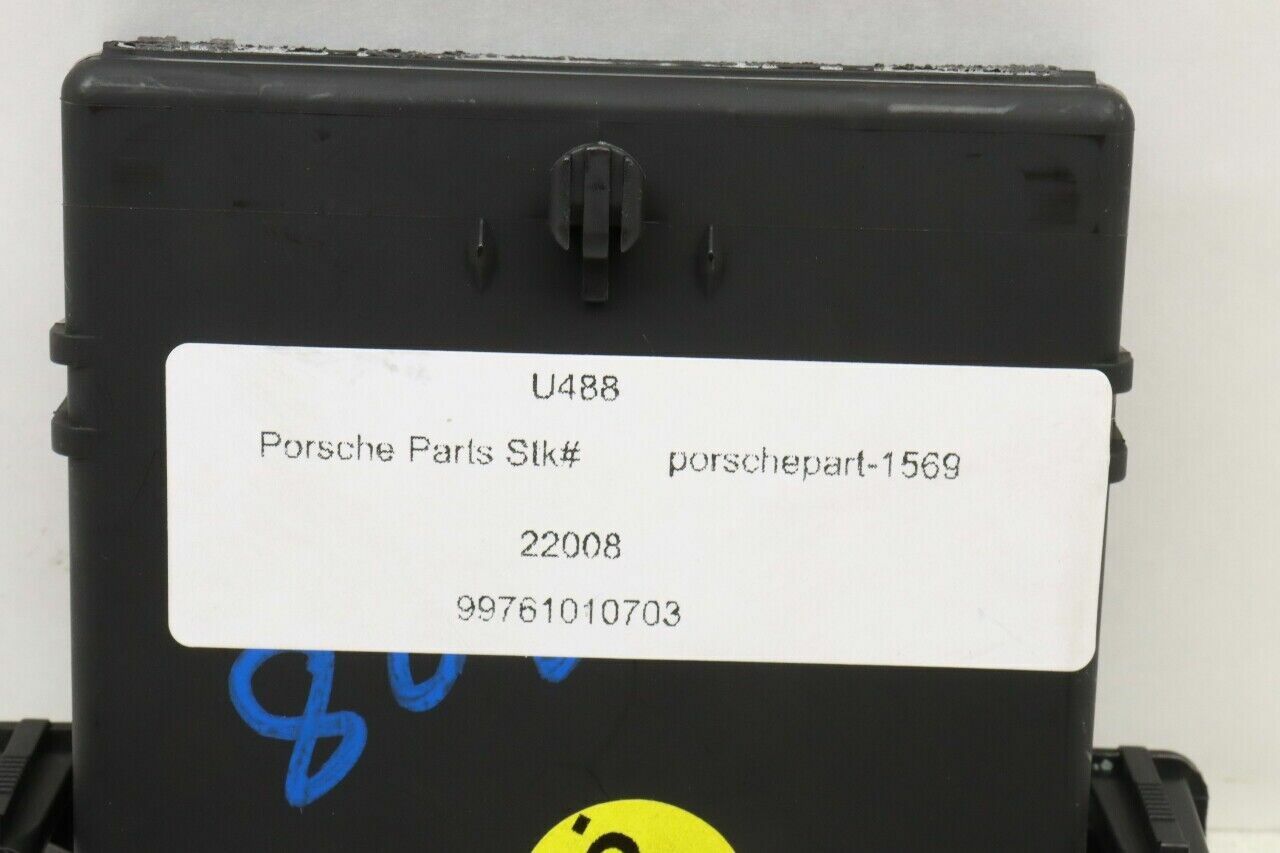 U488
Porsche Parts Stk# porschepart-1569
22008
99761010703